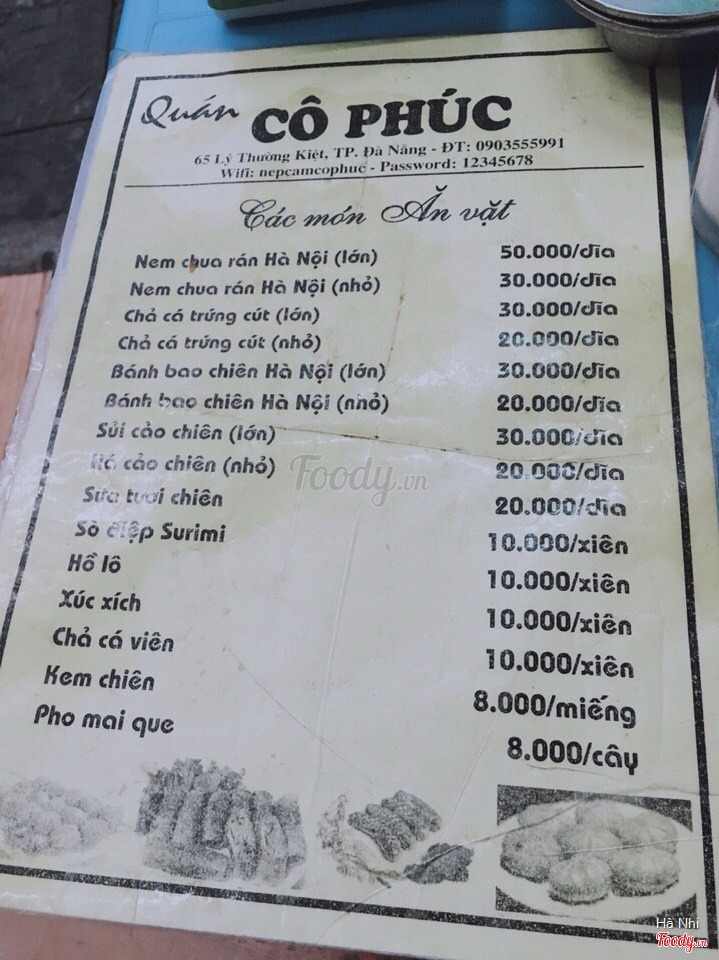 Quán CÔ PHÚC
65 Lý Thường Kiệt, TP. Đà Nẵng - ĐT: 0903555991
Wifi: nepcamcophuc - Password: 12345678
Các món Ăn vặt
Nem chua rán Hà Nội (lớn) 50.000/dĩa
Nem chua rán Hà Nội (nhỏ) 30.000/dĩa
Chả cá trứng cút (lớn) 30.000/dĩa
Chả cá trứng cút (nhỏ) 20.000/dĩa
Bánh bao chiên Hà Nội (lớn) 30.000/dĩa
Bánh bao chiên Hà Nội (nhỏ) 20.000/dĩa
Sủi cảo chiên (lớn) 30.000/dĩa
Há cảo chiên (nhỏ) 20.000/dĩa
Sữa tươi chiên 20.000/dĩa
Sò điệp Surimi 10.000/xiên
Hồ lô 10.000/xiên
Xúc xích 10.000/xiên
Chả cá viên 10.000/xiên
Kem chiên 8.000/miếng
Pho mai que 8.000/cây
Foody.vn
Hà Nhi
Foody.vn